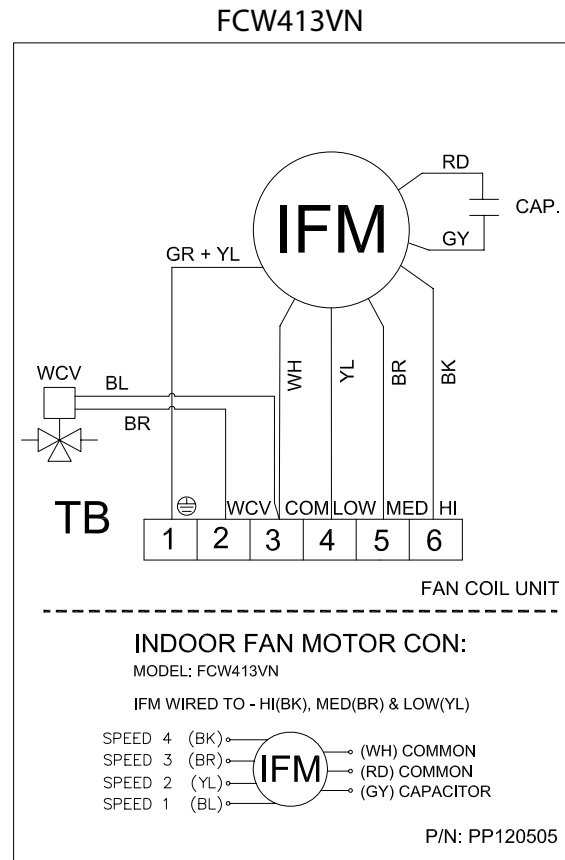 FCW413VN
RD
CAP.
IFM
GY
GR + YL
WH
YL
BR
BK
WCV
BL
BR
TB
WCV COM LOW MED HI
1 2 3 4 5 6
FAN COIL UNIT
INDOOR FAN MOTOR CON:
MODEL: FCW413VN
IFM WIRED TO - HI(BK), MED(BR) & LOW(YL)
SPEED 4 (BK)
SPEED 3 (BR)
SPEED 2 (YL)
SPEED 1 (BL)
IFM
(WH) COMMON
(RD) COMMON
(GY) CAPACITOR
P/N: PP120505